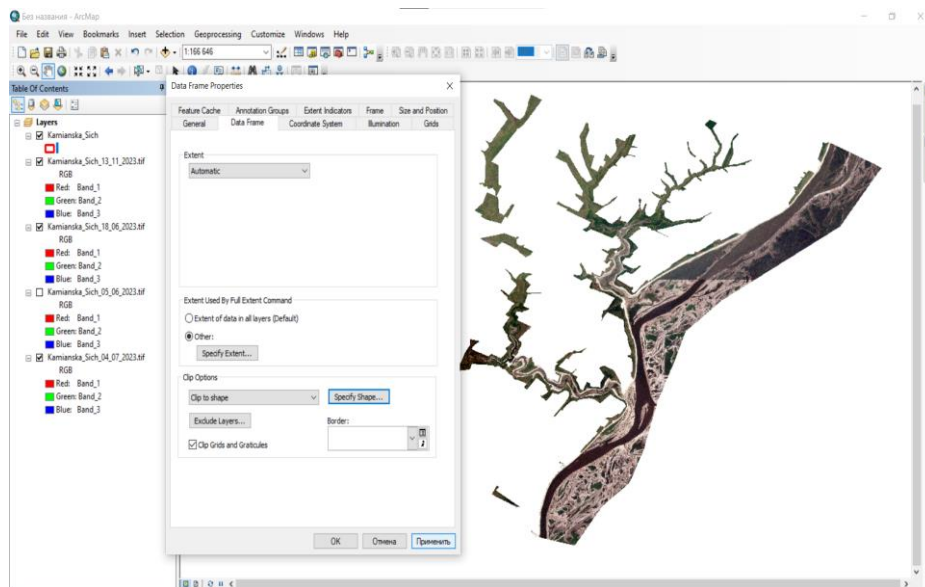 Без названия - ArcMap
File Edit View Bookmarks Insert Selection Geoprocessing Customize Windows Help
1:166 646
Table Of Contents
Layers
Kamianska_Sich
Kamianska_Sich_13_11_2023.tif
RGB
Red: Band_1
Green: Band_2
Blue: Band_3
Kamianska_Sich_18_06_2023.tif
RGB
Red: Band_1
Green: Band_2
Blue: Band_3
Kamianska_Sich_05_06_2023.tif
RGB
Red: Band_1
Green: Band_2
Blue: Band_3
Kamianska_Sich_04_07_2023.tif
RGB
Red: Band_1
Green: Band_2
Blue: Band_3
Data Frame Properties
Feature Cache Annotation Groups Extent Indicators Frame Size and Position
General Data Frame Coordinate System Illumination Grids
Extent
Automatic
Extent Used By Full Extent Command
Extent of data in all layers (Default)
Other:
Specify Extent...
Clip Options
Clip to shape Specify Shape...
Exclude Layers... Border:
Clip Grids and Graticules
OK Отмена Применить